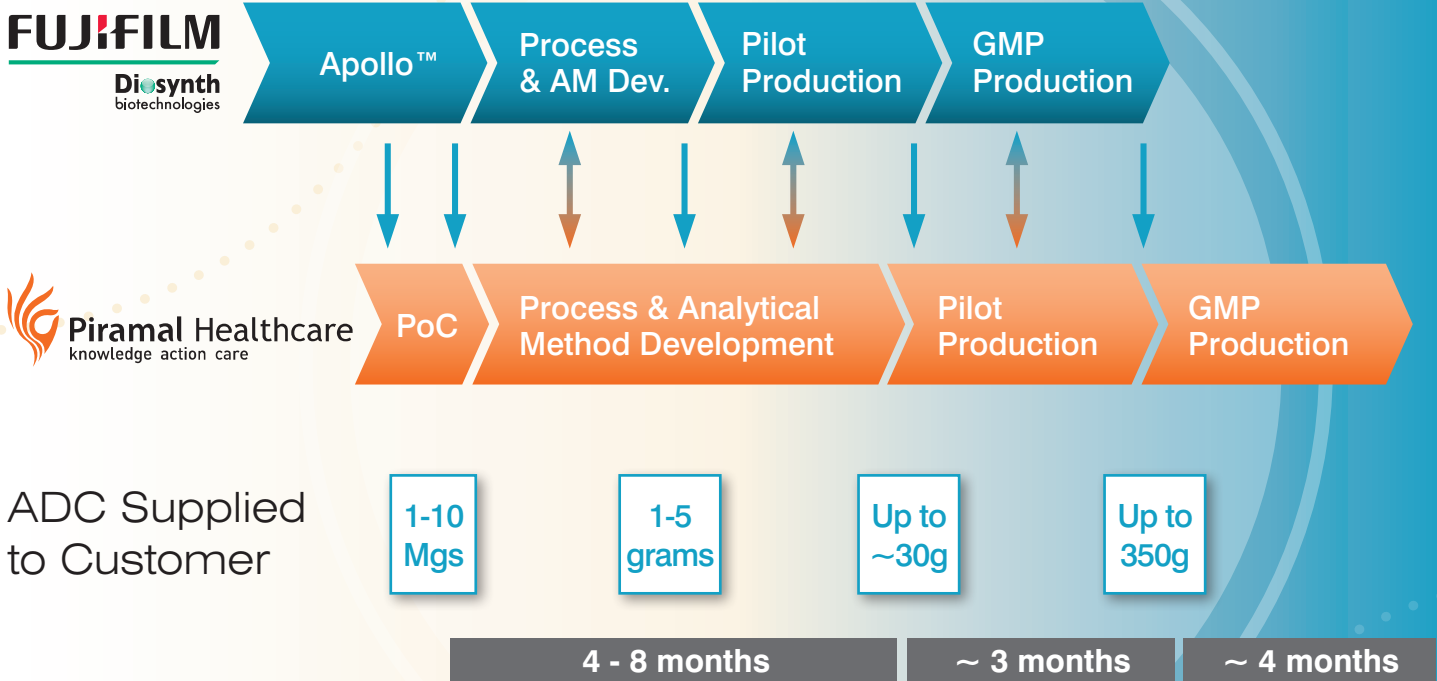 FUJIFILM
Diosynth
biotechnologies
Apollo™
Process
& AM Dev.
Pilot
Production
GMP
Production
Piramal Healthcare
knowledge action care
PoC
Process & Analytical
Method Development
Pilot
Production
GMP
Production
ADC Supplied
to Customer
1-10
Mgs
1-5
grams
Up to
~30g
Up to
350g
4 - 8 months
~ 3 months
~ 4 months